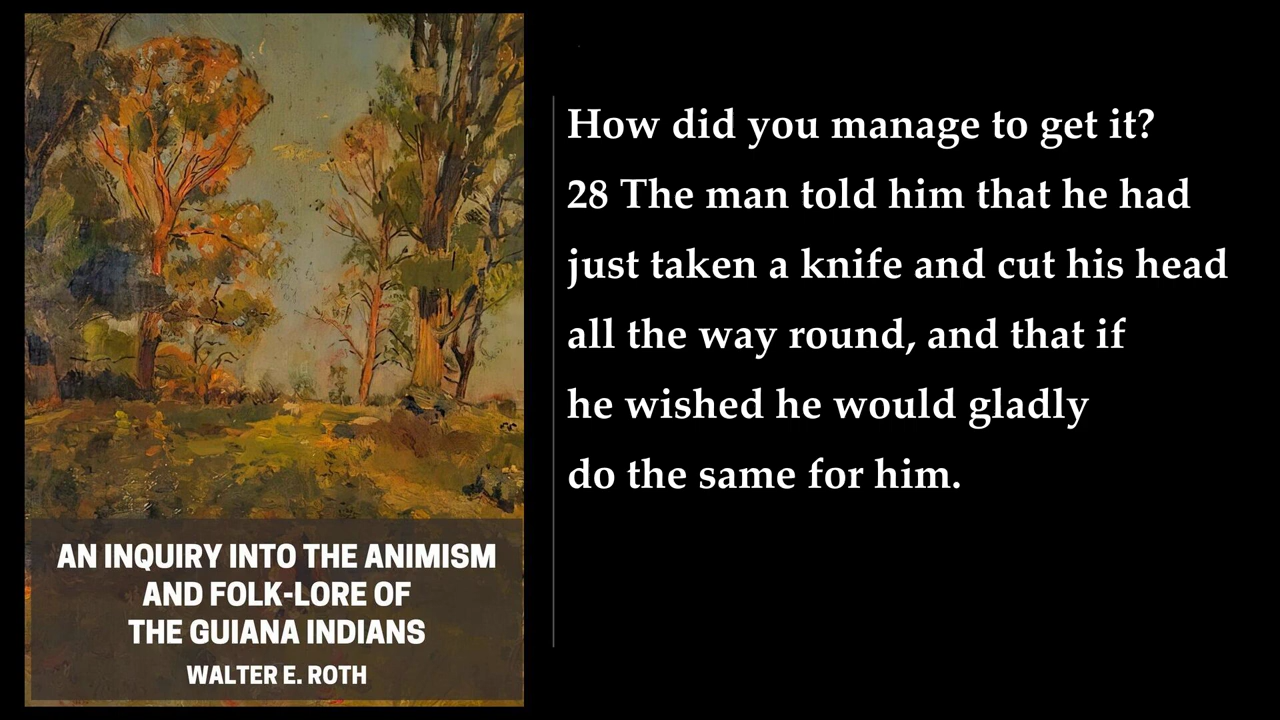 How did you manage to get it?
28 The man told him that he had
just taken a knife and cut his head
all the way round, and that if
he wished he would gladly
do the same for him.
AN INQUIRY INTO THE ANIMISM
AND FOLK-LORE OF
THE GUIANA INDIANS
WALTER E. ROTH